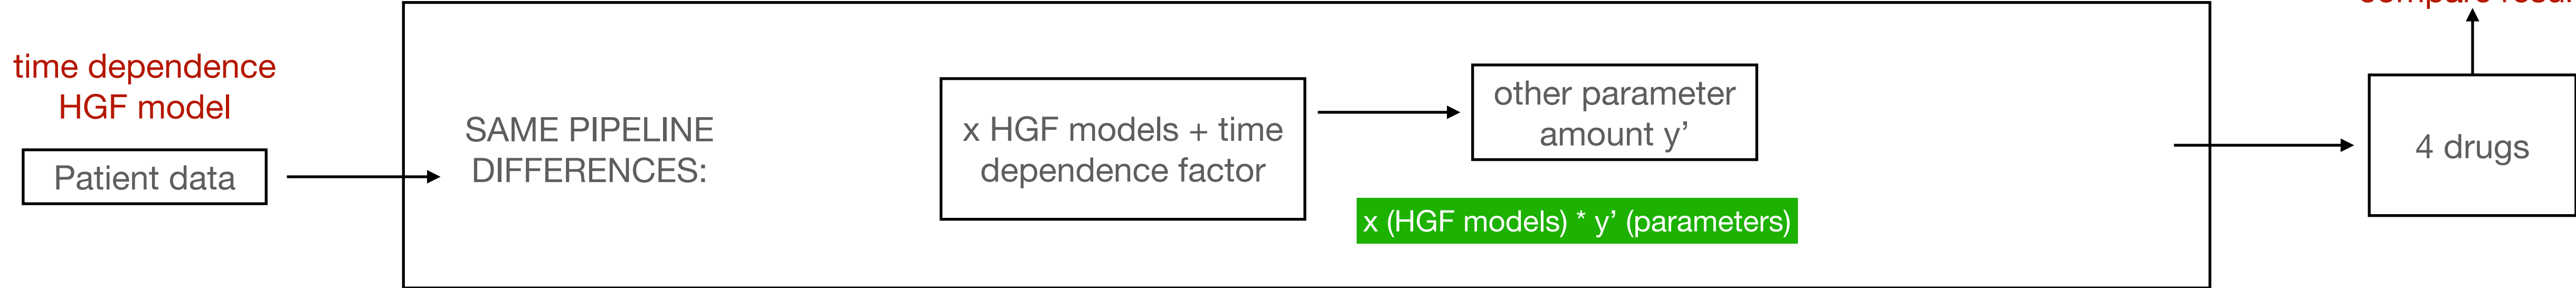 time dependence
HGF model
Patient data
SAME PIPELINE
DIFFERENCES:
x HGF models + time
dependence factor
other parameter
amount y’
x (HGF models) * y’ (parameters)
4 drugs